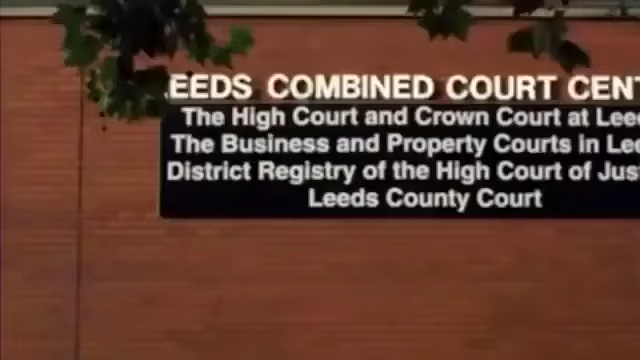 EEDS COMBINED COURT CENT
The High Court and Crown Court at Lee
The Business and Property Courts in Lee
District Registry of the High Court of Jus
Leeds County Court